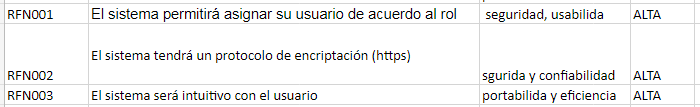 RFN001 El sistema permitirá asignar su usuario de acuerdo al rol seguridad, usabilida ALTA
El sistema tendrá un protocolo de encriptación (https)
RFN002 sgurida y confiabilidad ALTA
RFN003 El sistema será intuitivo con el usuario portabilida y eficiencia ALTA